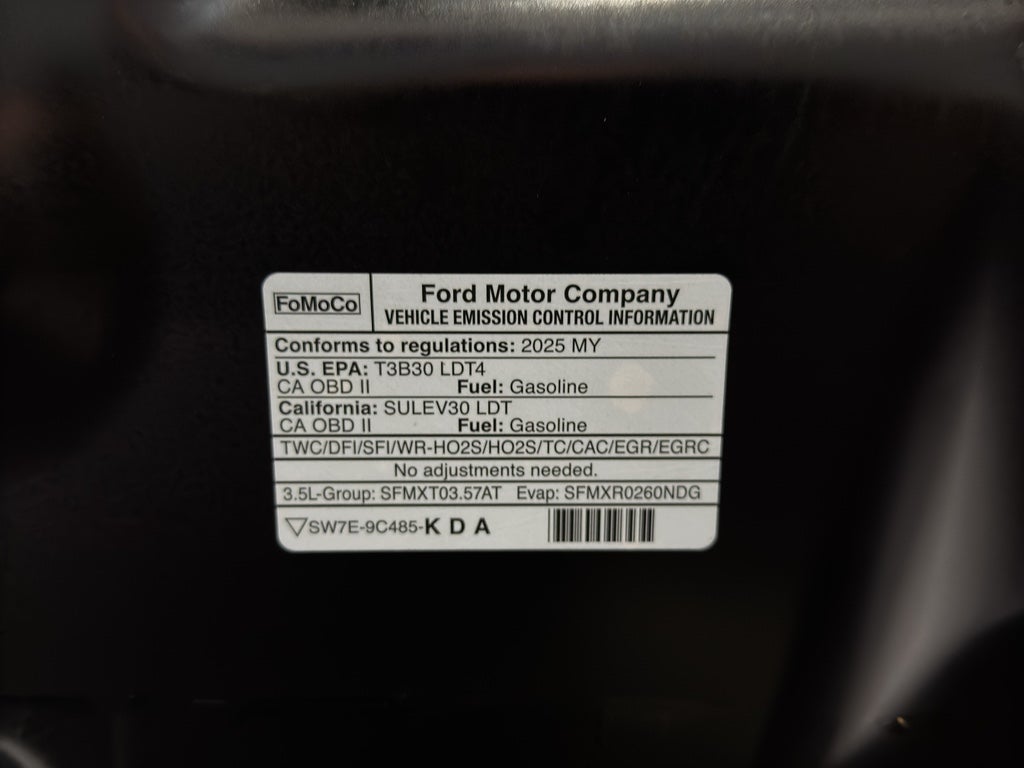 FoMoCo
Ford Motor Company
VEHICLE EMISSION CONTROL INFORMATION
Conforms to regulations: 2025 MY
U.S. EPA: T3B30 LDT4
CA OBD II Fuel: Gasoline
California: SULEV30 LDT
CA OBD II Fuel: Gasoline
TWC/DFI/SFI/WR-HO2S/HO2S/TC/CAC/EGR/EGRC
No adjustments needed.
3.5L-Group: SFMXT03.57AT Evap: SFMXR0260NDG
SW7E-9C485-K D A